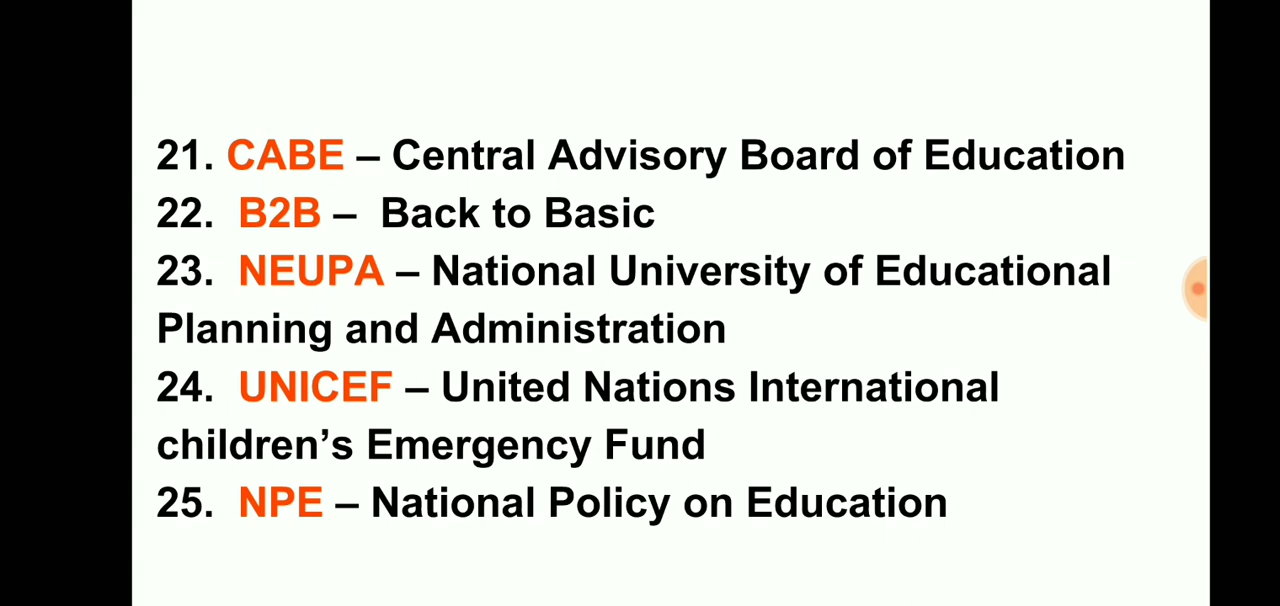 21. CABE – Central Advisory Board of Education
22. B2B – Back to Basic
23. NEUPA – National University of Educational
Planning and Administration
24. UNICEF – United Nations International
children’s Emergency Fund
25. NPE – National Policy on Education